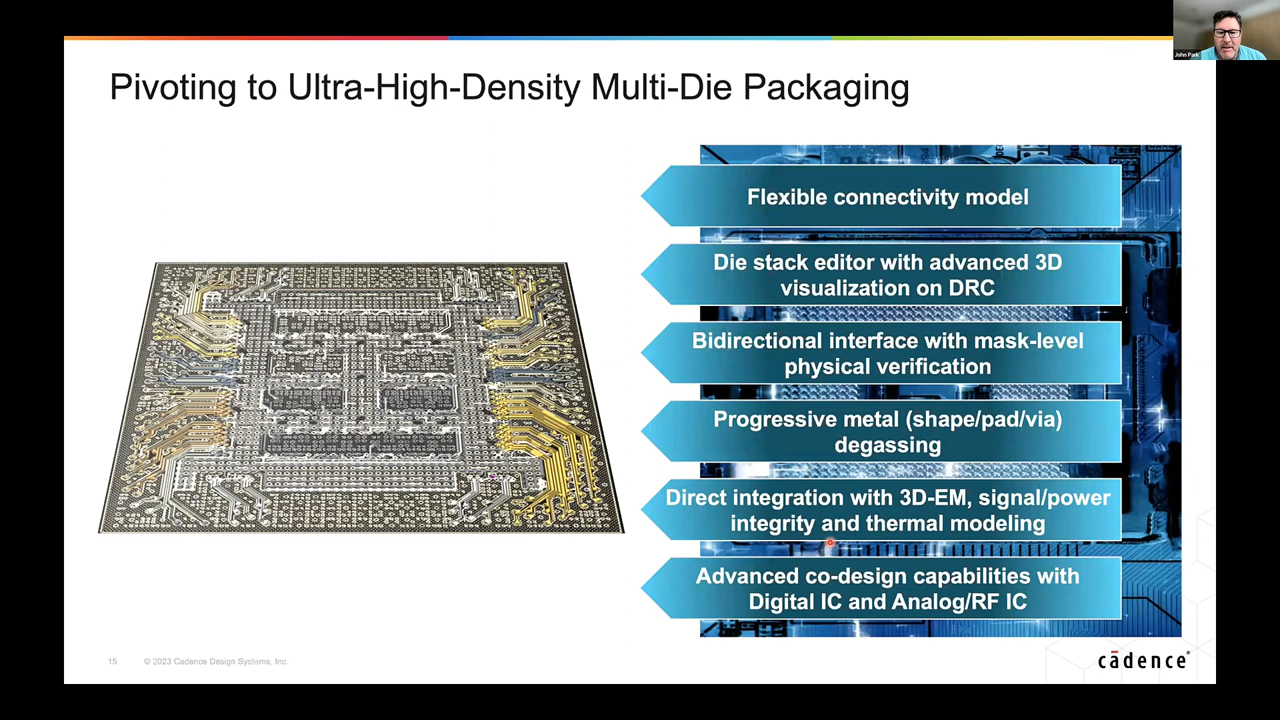 John Park
Pivoting to Ultra-High-Density Multi-Die Packaging
Flexible connectivity model
Die stack editor with advanced 3D
visualization on DRC
Bidirectional interface with mask-level
physical verification
Progressive metal (shape/pad/via)
degassing
Direct integration with 3D-EM, signal/power
integrity and thermal modeling
Advanced co-design capabilities with
Digital IC and Analog/RF IC
15 © 2023 Cadence Design Systems, Inc.
cādence®